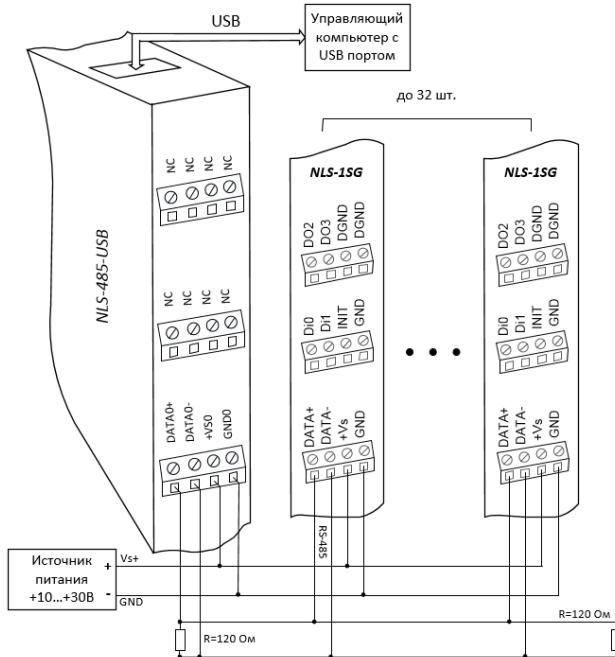 USB
Управляющий
компьютер с
USB портом
до 32 шт.
NLS-485-USB
NC NC NC NC
NC NC NC NC
DATA0+ DATA0- +VS0 GND0
NLS-1SG
DO2 DO3 DGND DGND
Di0 Di1 INIT GND
DATA+ DATA- +Vs GND
NLS-1SG
DO2 DO3 DGND DGND
Di0 Di1 INIT GND
DATA+ DATA- +Vs GND
RS-485
Источник
питания
+10...+30В
+ Vs+
- GND
R=120 Ом
R=120 Ом